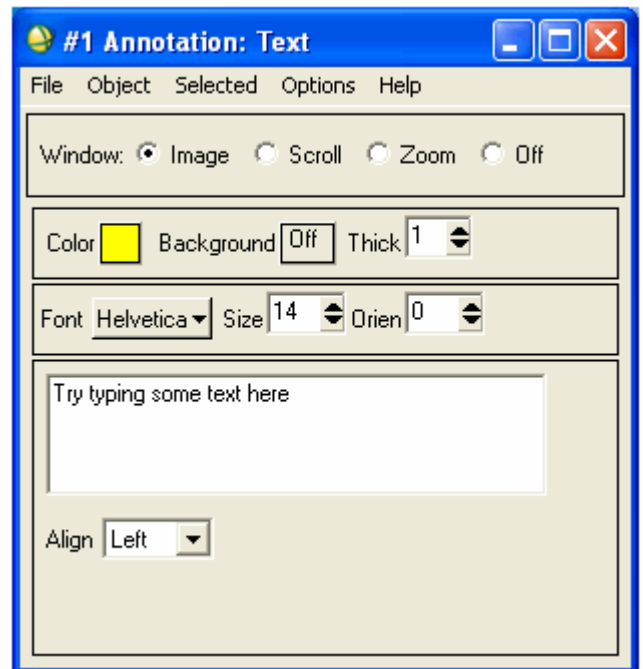 #1 Annotation: Text
File Object Selected Options Help
Window: Image Scroll Zoom Off
Color Background Off Thick 1
Font Helvetica Size 14 Orien 0
Try typing some text here
Align Left